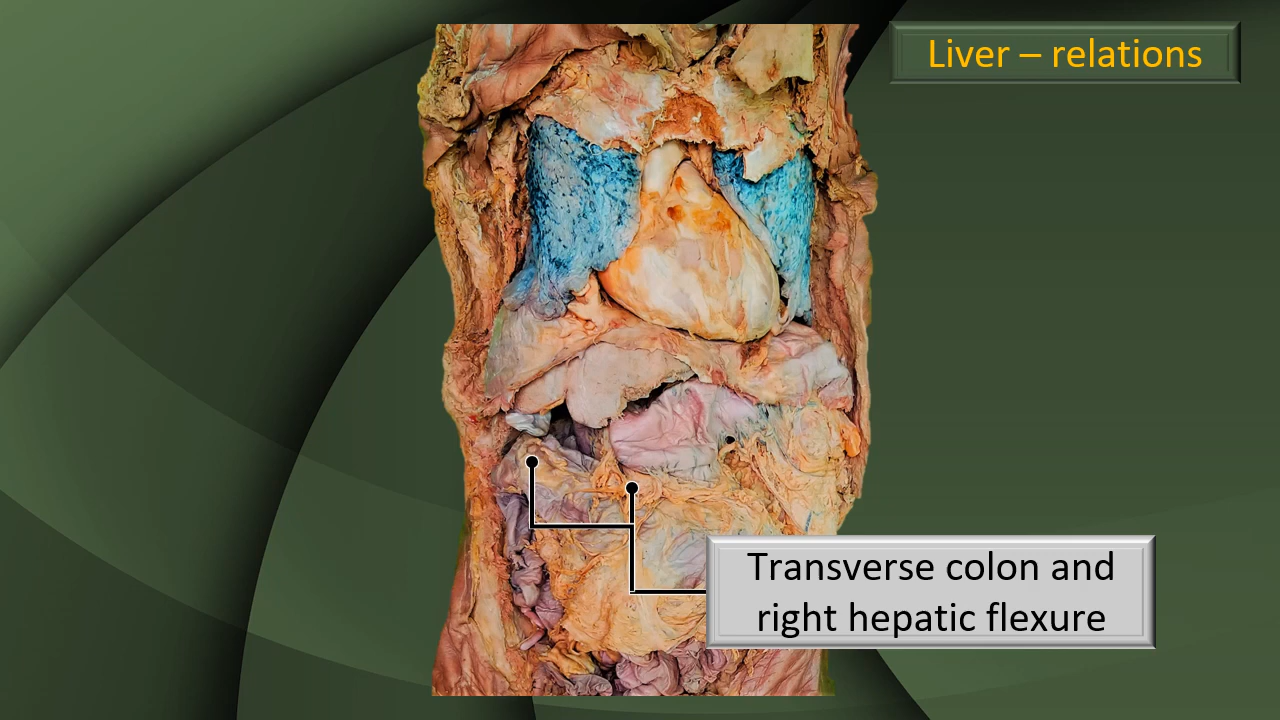 Liver – relations
Transverse colon and
right hepatic flexure